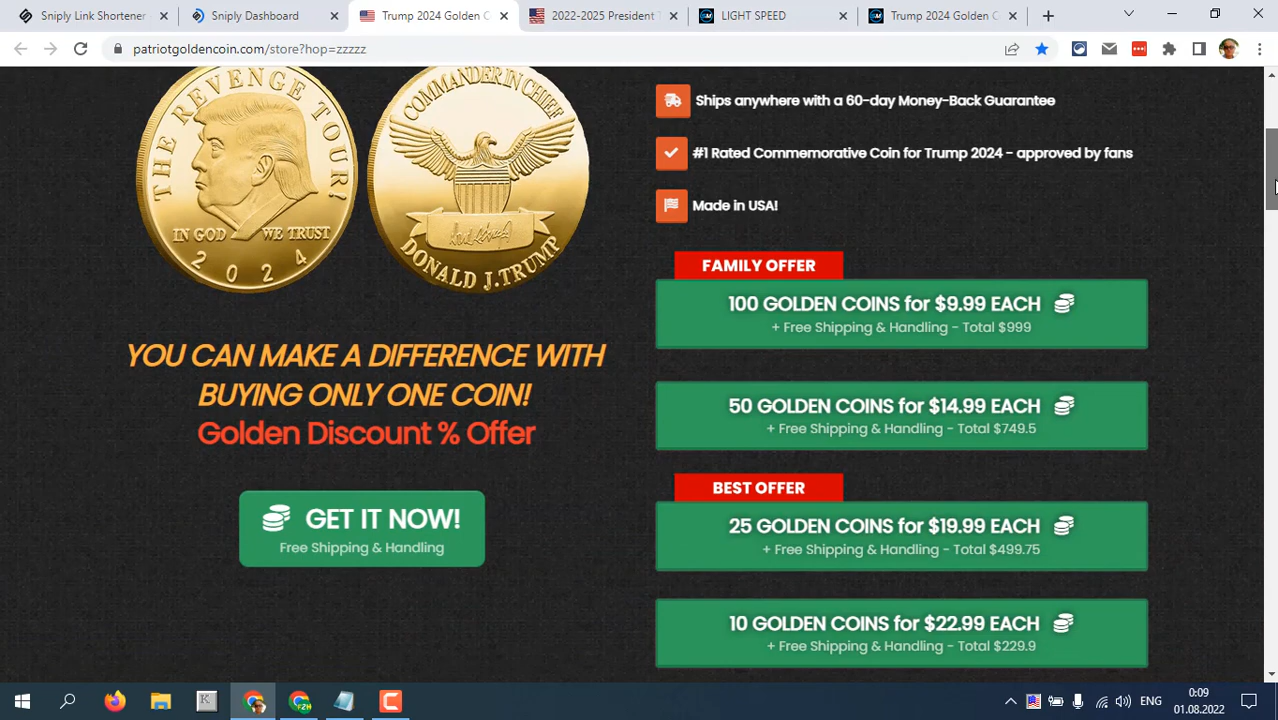 Sniply Link Shortener
Sniply Dashboard
Trump 2024 Golden C
2022-2025 President T
LIGHT SPEED
Trump 2024 Golden C
patriotgoldencoin.com/store?hop=zzzzz
THE REVENGE TOUR!
IN GOD WE TRUST
2024
COMMANDER IN CHIEF
DONALD J. TRUMP
Ships anywhere with a 60-day Money-Back Guarantee
#1 Rated Commemorative Coin for Trump 2024 - approved by fans
Made in USA!
YOU CAN MAKE A DIFFERENCE WITH
BUYING ONLY ONE COIN!
Golden Discount % Offer
GET IT NOW!
Free Shipping & Handling
FAMILY OFFER
100 GOLDEN COINS for $9.99 EACH
+ Free Shipping & Handling - Total $999
50 GOLDEN COINS for $14.99 EACH
+ Free Shipping & Handling - Total $749.5
BEST OFFER
25 GOLDEN COINS for $19.99 EACH
+ Free Shipping & Handling - Total $499.75
10 GOLDEN COINS for $22.99 EACH
+ Free Shipping & Handling - Total $229.9
K
ZH
ENG
0:09
01.08.2022